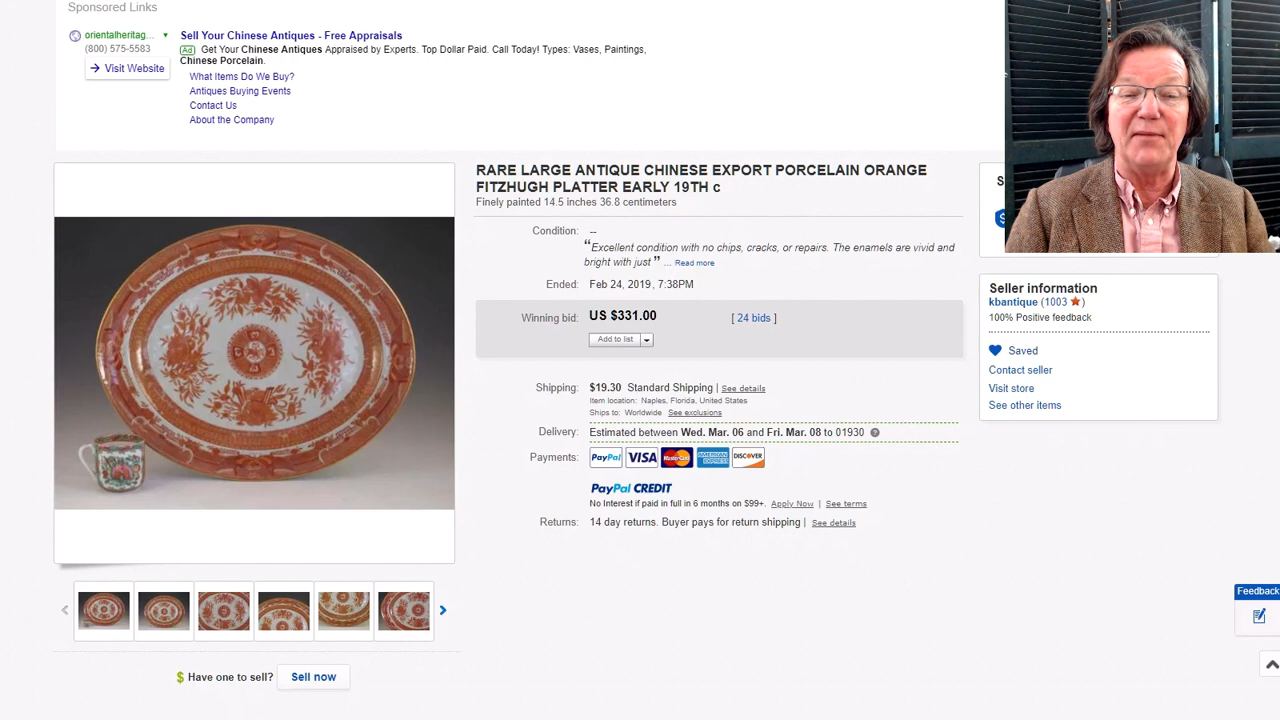 Sponsored Links
orientalheritag...
(800) 575-5583
Visit Website
Sell Your Chinese Antiques - Free Appraisals
Ad Get Your Chinese Antiques Appraised by Experts. Top Dollar Paid. Call Today! Types: Vases, Paintings,
Chinese Porcelain.
What Items Do We Buy?
Antiques Buying Events
Contact Us
About the Company
RARE LARGE ANTIQUE CHINESE EXPORT PORCELAIN ORANGE
FITZHUGH PLATTER EARLY 19TH c
Finely painted 14.5 inches 36.8 centimeters
Condition: --
"Excellent condition with no chips, cracks, or repairs. The enamels are vivid and
bright with just " ... Read more
Ended: Feb 24, 2019 , 7:38PM
Winning bid: US $331.00 [ 24 bids ]
Add to list
Shipping: $19.30 Standard Shipping | See details
Item location: Naples, Florida, United States
Ships to: Worldwide See exclusions
Delivery: Estimated between Wed. Mar. 06 and Fri. Mar. 08 to 01930 ?
Payments: PayPal VISA MasterCard AMERICAN EXPRESS DISCOVER
PayPal CREDIT
No Interest if paid in full in 6 months on $99+. Apply Now | See terms
Returns: 14 day returns. Buyer pays for return shipping | See details
S
Seller information
kbantique (1003 ★)
100% Positive feedback
Saved
Contact seller
Visit store
See other items
Feedback
$ Have one to sell? Sell now